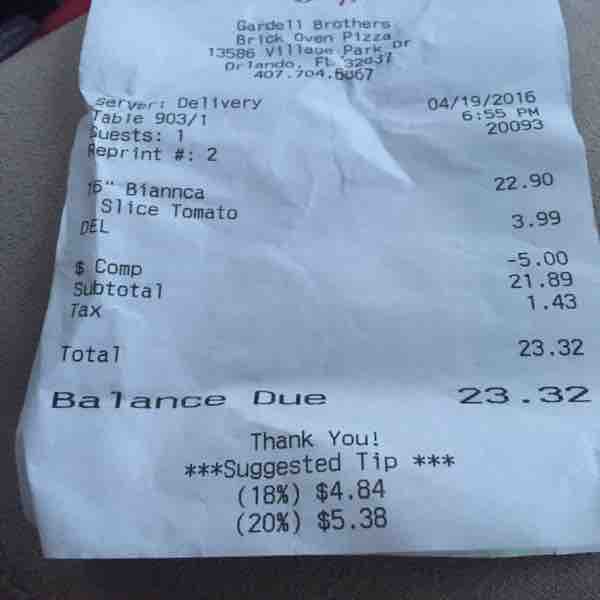 Gardell Brothers
Brick Oven Pizza
13586 Village Park Dr
Orlando, FL 32837
407.704.6067
Server: Delivery
04/19/2016
Table 903/1
6:55 PM
Guests: 1
20093
Reprint #: 2
16" Biannca
22.90
Slice Tomato
DEL
3.99
$ Comp
-5.00
Subtotal
21.89
Tax
1.43
Total
23.32
Balance Due
23.32
Thank You!
***Suggested Tip ***
(18%) $4.84
(20%) $5.38